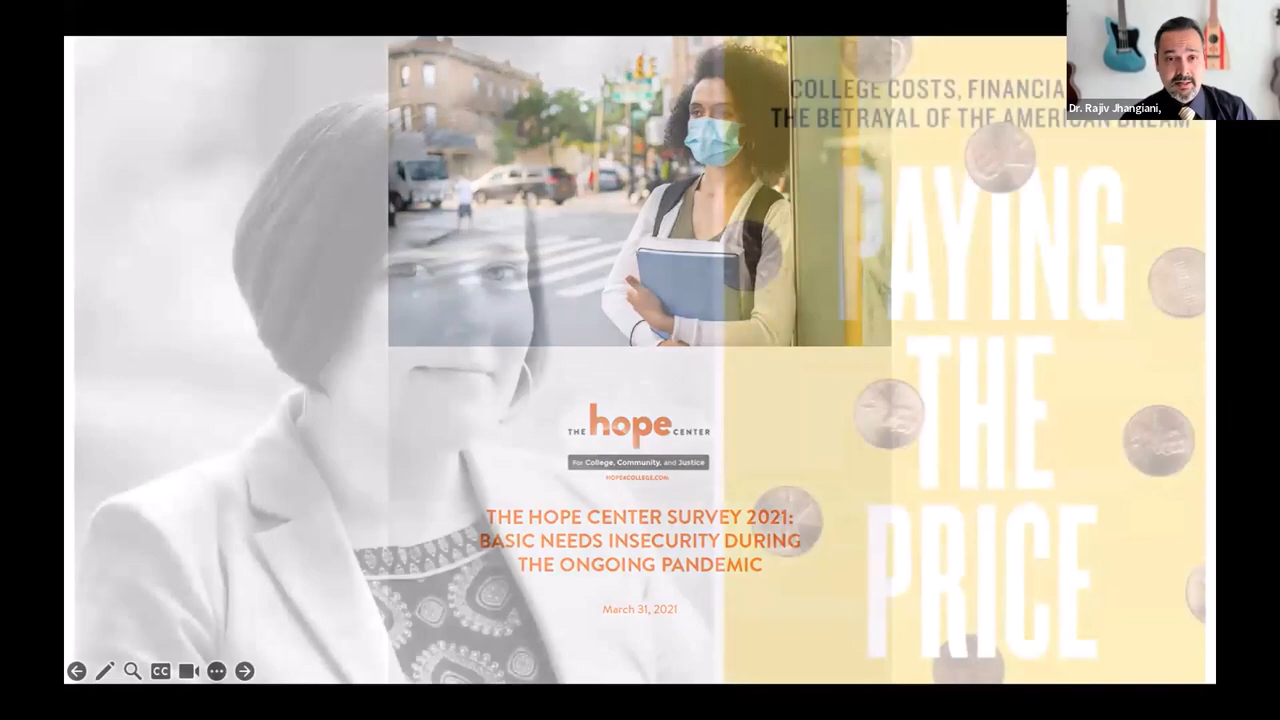 COLLEGE COSTS, FINANCIA
THE BETRAYAL OF THE AMERICAN DREAM
Dr. Rajiv Jhangiani,
PAYING
THE
PRICE
THE hope CENTER
For College, Community, and Justice
HOPE4COLLEGE.COM
THE HOPE CENTER SURVEY 2021:
BASIC NEEDS INSECURITY DURING
THE ONGOING PANDEMIC
March 31, 2021
CC